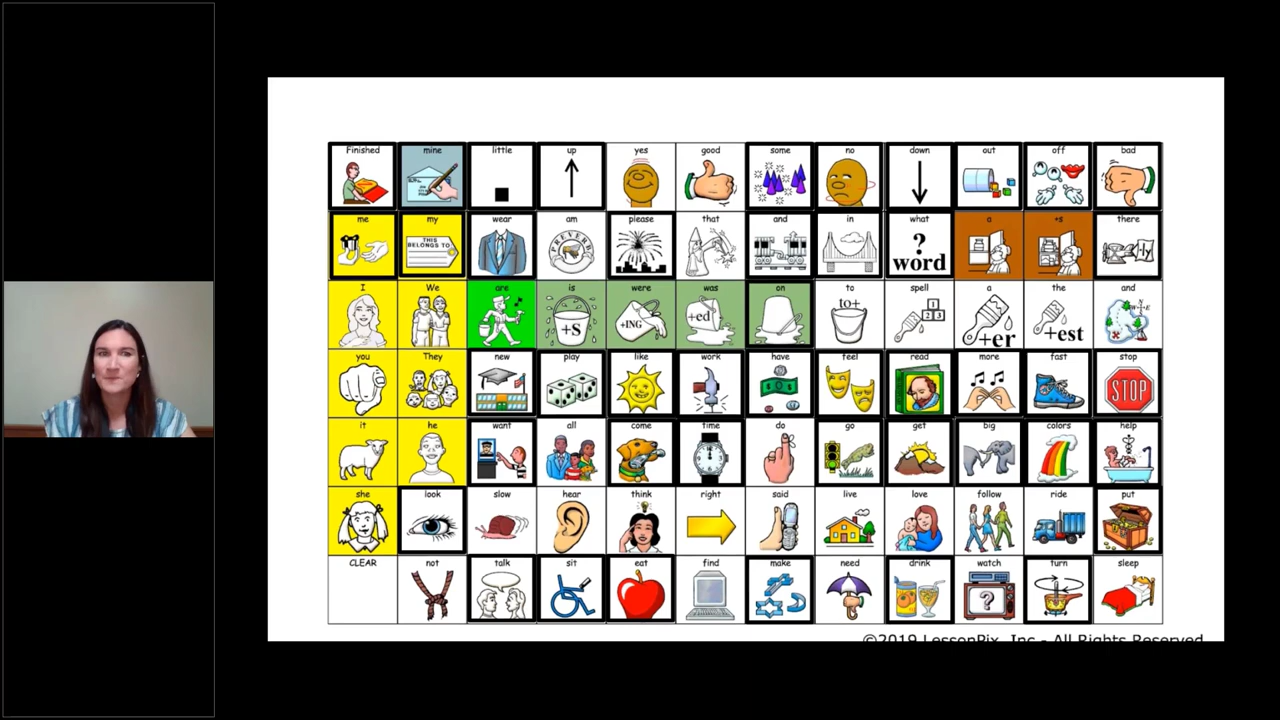 Finished mine little up yes good some no down out off bad
me my wear am please that and in what a +s there
THIS BELONGS TO
PREVERB
? word
I We are is were was on to spell a the and
+S +ING +ed to+ 1 2 3 +er +est
you They new play like work have feel read more fast stop
STOP
it he want all come time do go get big colors help
she look slow hear think right said live love follow ride put
CLEAR not talk sit eat find make need drink watch turn sleep
?
©2019 LessonPix, Inc - All Rights Reserved